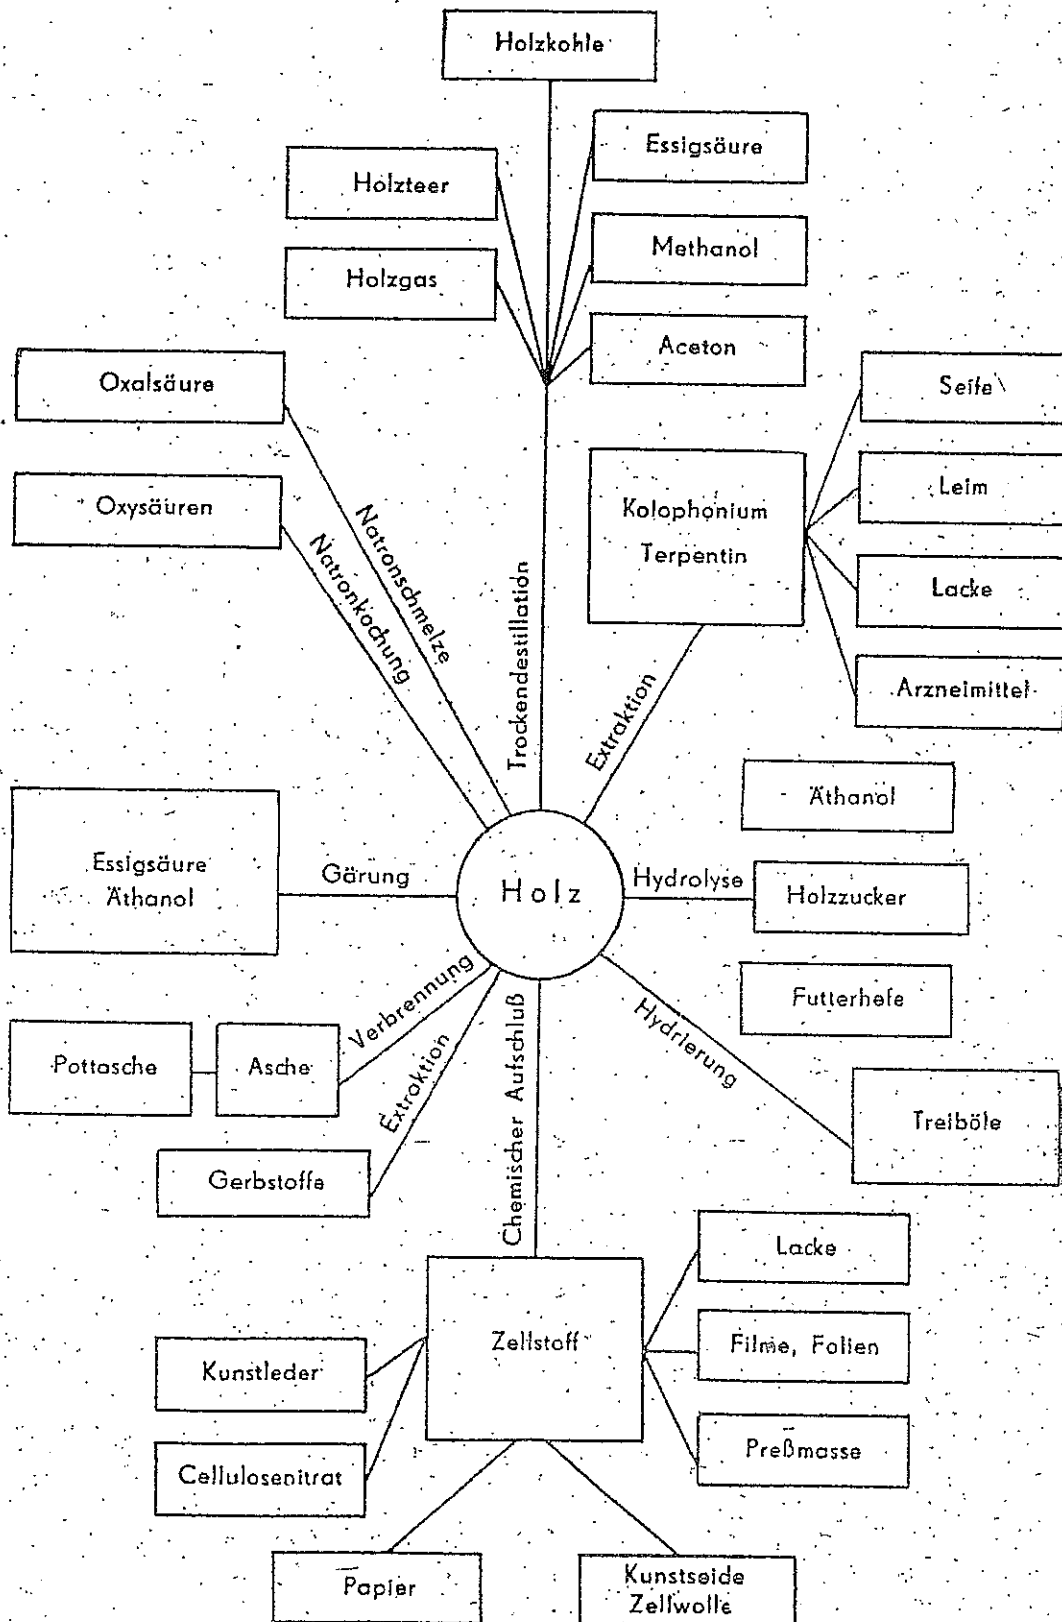 Holzkohle
Essigsäure
Holzteer
Methanol
Holzgas
Aceton
Oxalsäure
Seife
Oxysäuren
Kolophonium
Terpentin
Leim
Lacke
Arzneimittel
Natronschmelze
Natronkochung
Trockendestillation
Extraktion
Äthanol
Essigsäure
Äthanol
Gärung
Holz
Hydrolyse
Holzzucker
Futterhefe
Verbrennung
Hydrierung
Pottasche
Asche
Extraktion
Chemischer Aufschluß
Treiböle
Gerbstoffe
Lacke
Zellstoff
Filme, Folien
Kunstleder
Preßmasse
Cellulosenitrat
Papier
Kunstseide
Zellwolle